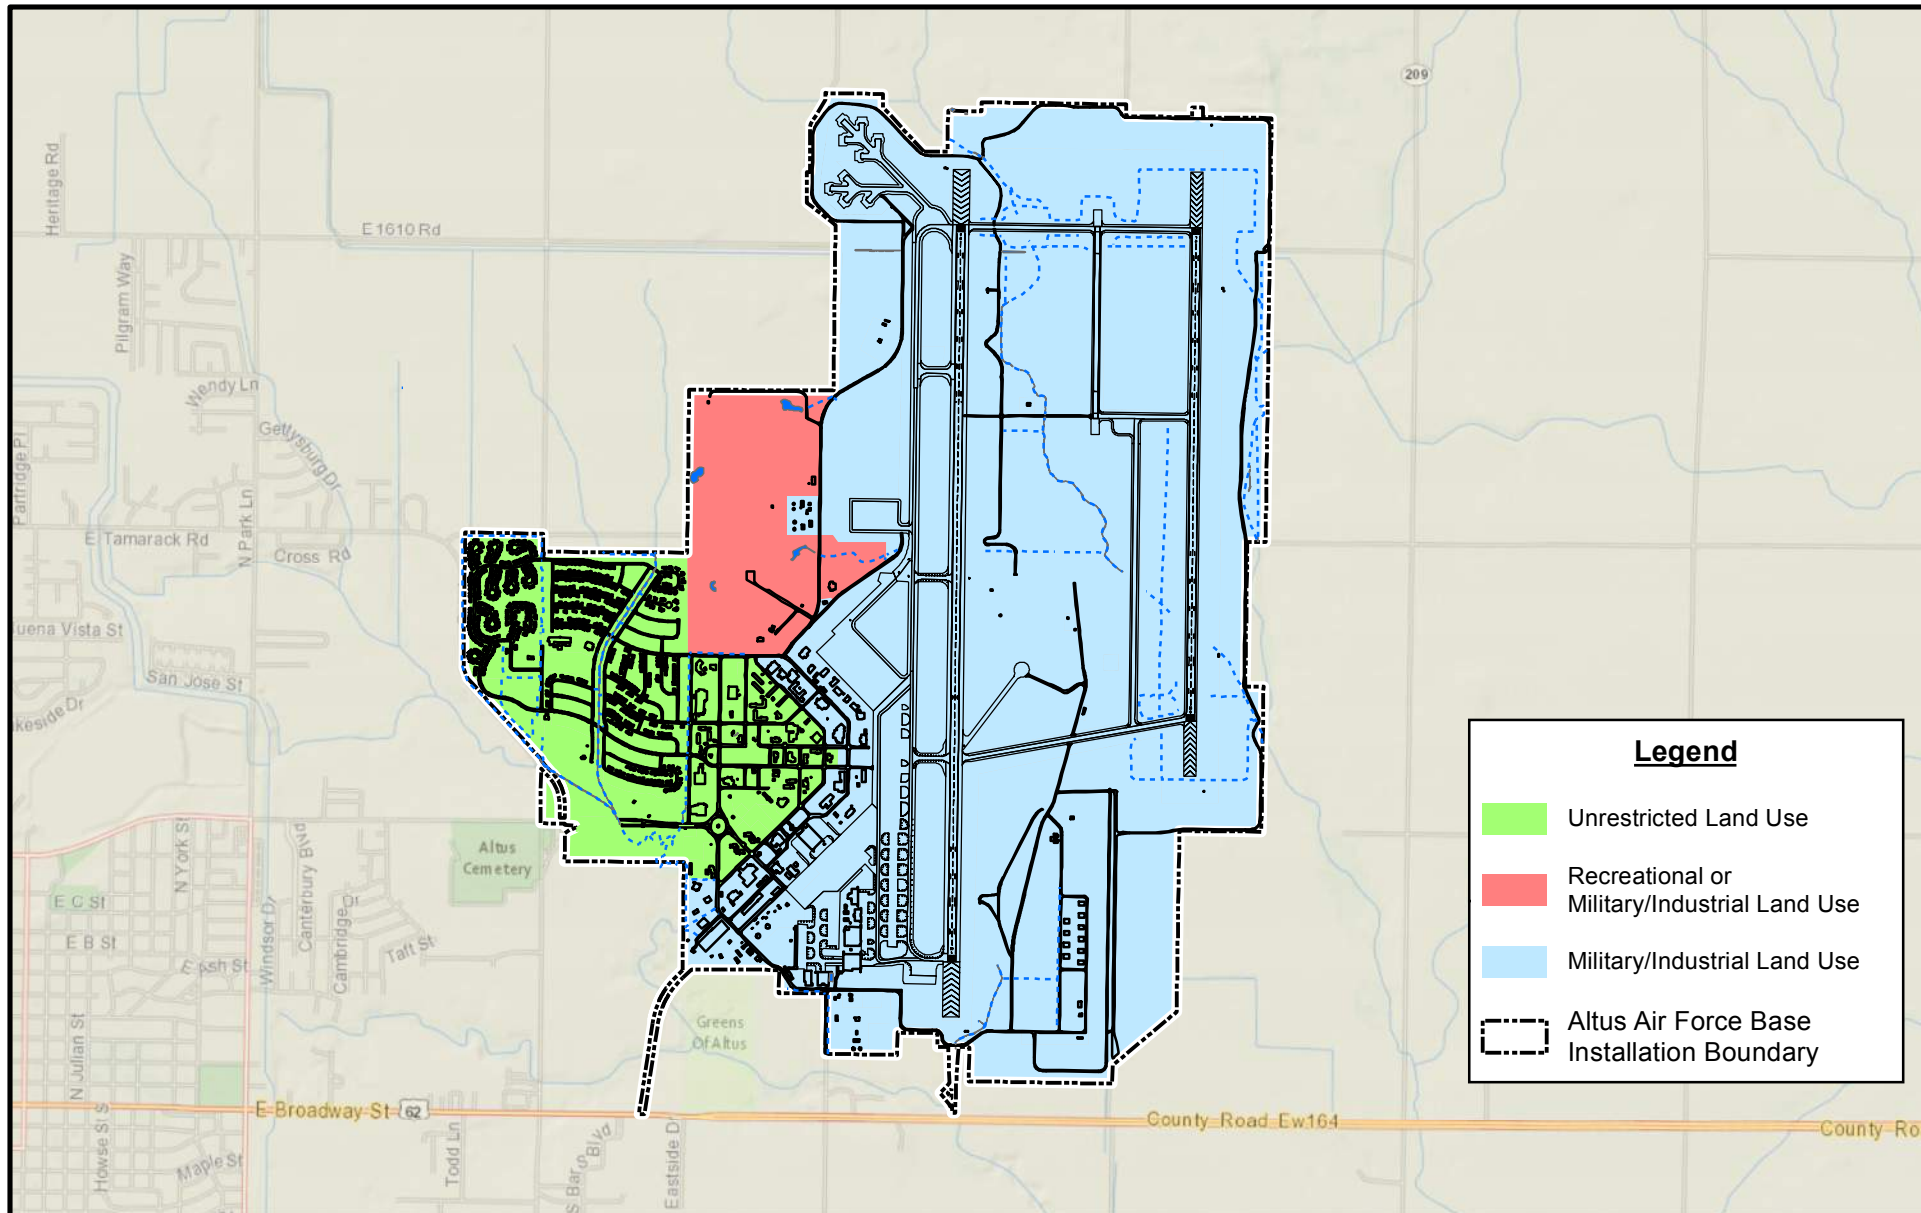 209
Heritage Rd
E 1610 Rd
Pilgram Way
Wendy Ln
Gettysburg Dr
Partridge Pl
N Park Ln
E Tamarack Rd
Cross Rd
uena Vista St
San Jose St
keside Dr
N York St
Canterbury Blvd
Altus
Cemetery
E C St
Cambridge Dr
E B St
Taft St
E Ash St
Windsor Dr
N Julian St
Greens
Of Altus
E Broadway St
62
County Road Ew164
County Ro
Howse St S
Maple St
Todd Ln
S Bar S Blvd
Eastside Dr
Legend
Unrestricted Land Use
Recreational or
Military/Industrial Land Use
Military/Industrial Land Use
Altus Air Force Base
Installation Boundary